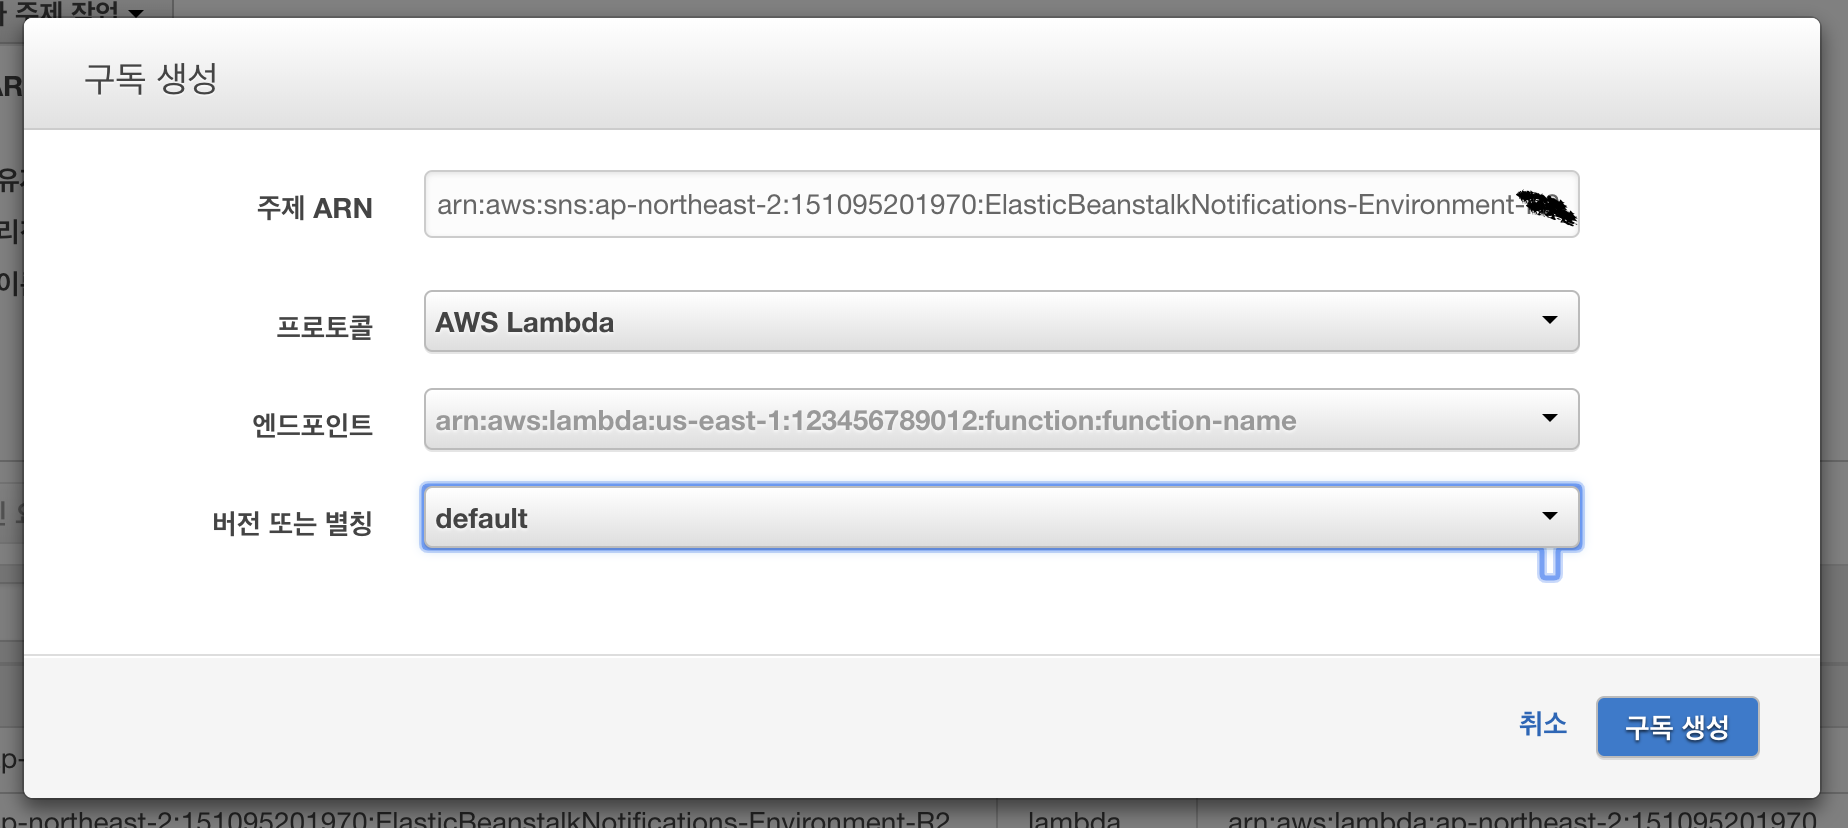 주제 작업
구독 생성
주제 ARN
arn:aws:sns:ap-northeast-2:151095201970:ElasticBeanstalkNotifications-Environment-
프로토콜
AWS Lambda
엔드포인트
arn:aws:lambda:us-east-1:123456789012:function:function-name
버전 또는 별칭
default
취소
구독 생성
p-northeast-2:151095201970:ElasticBeanstalkNotifications-Environment-R2
lambda
arn:aws:lambda:ap-northeast-2:151095201970